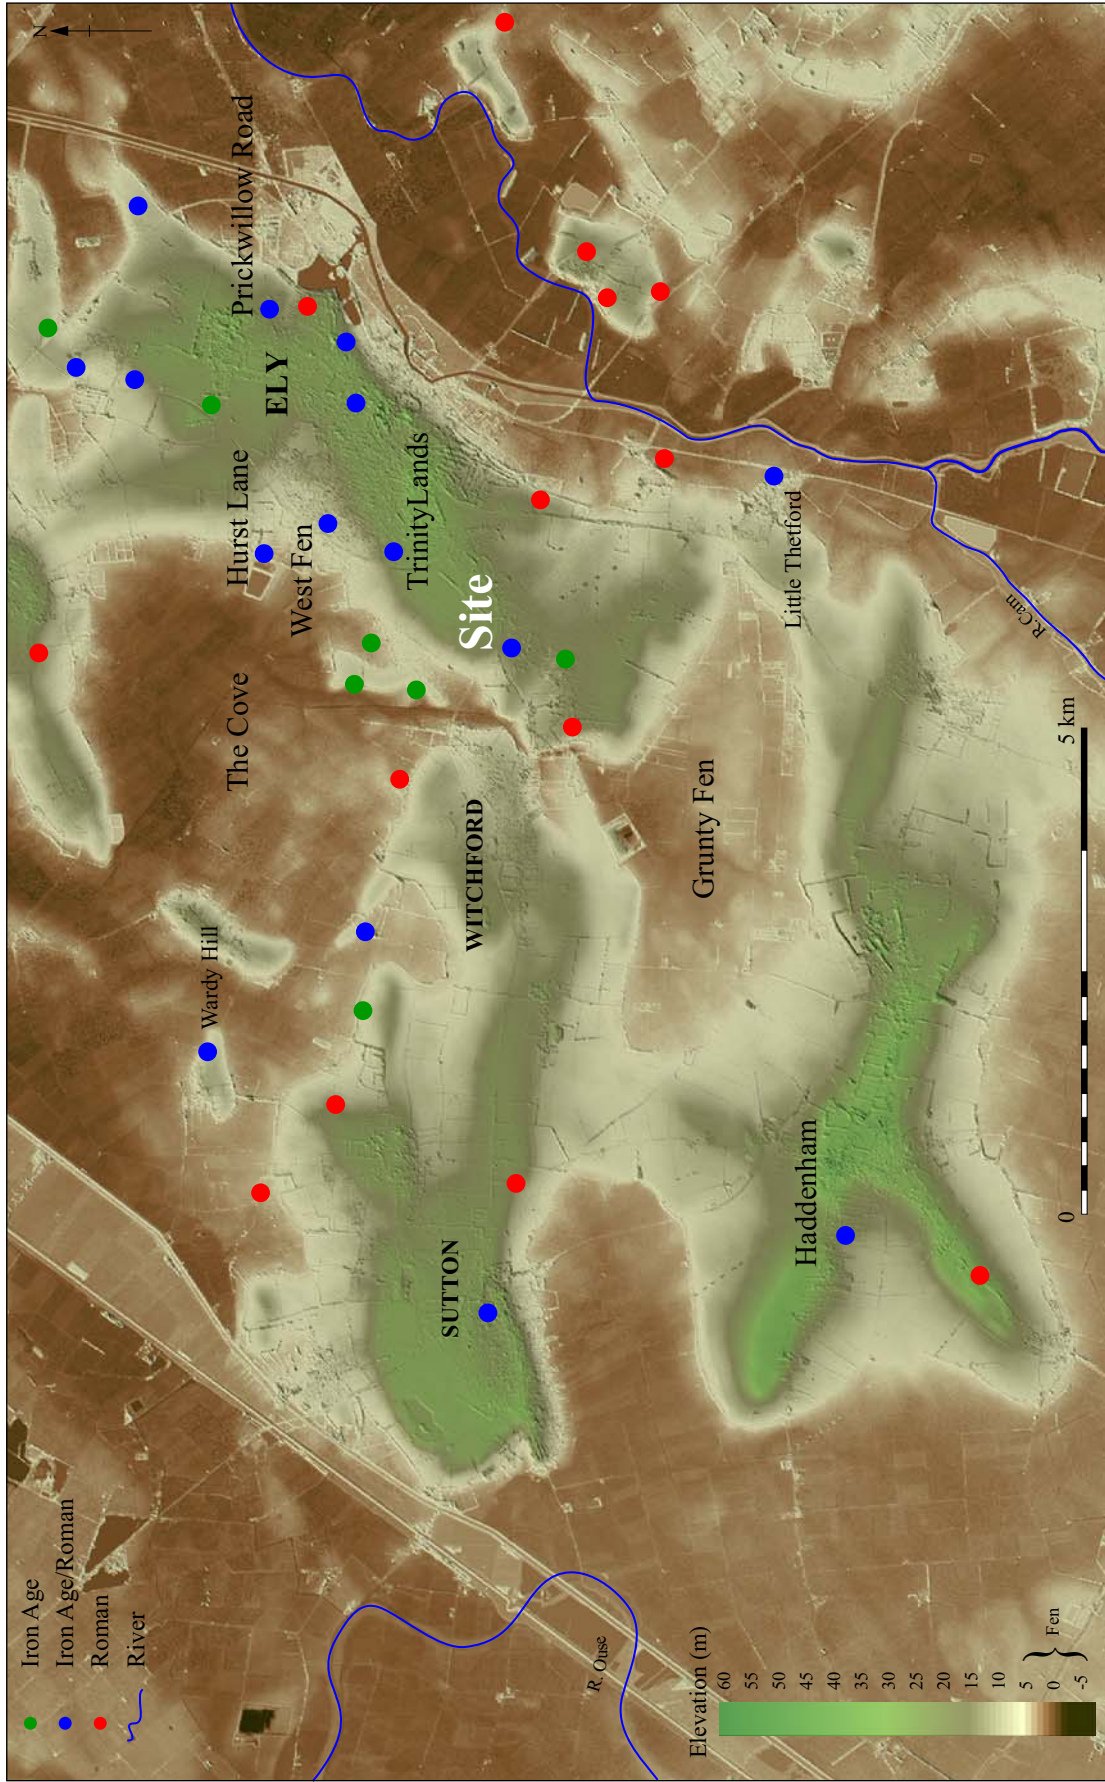 Iron Age
Iron Age/Roman
Roman
River
N
Prickwillow Road
ELY
Hurst Lane
West Fen
TrinityLands
The Cove
Site
Wardy Hill
WITCHFORD
Little Thetford
R.Cam
Grunty Fen
SUTTON
Haddenham
R. Ouse
Elevation (m)
60
55
50
45
40
35
30
25
20
15
10
5
0
-5
Fen
0
5 km